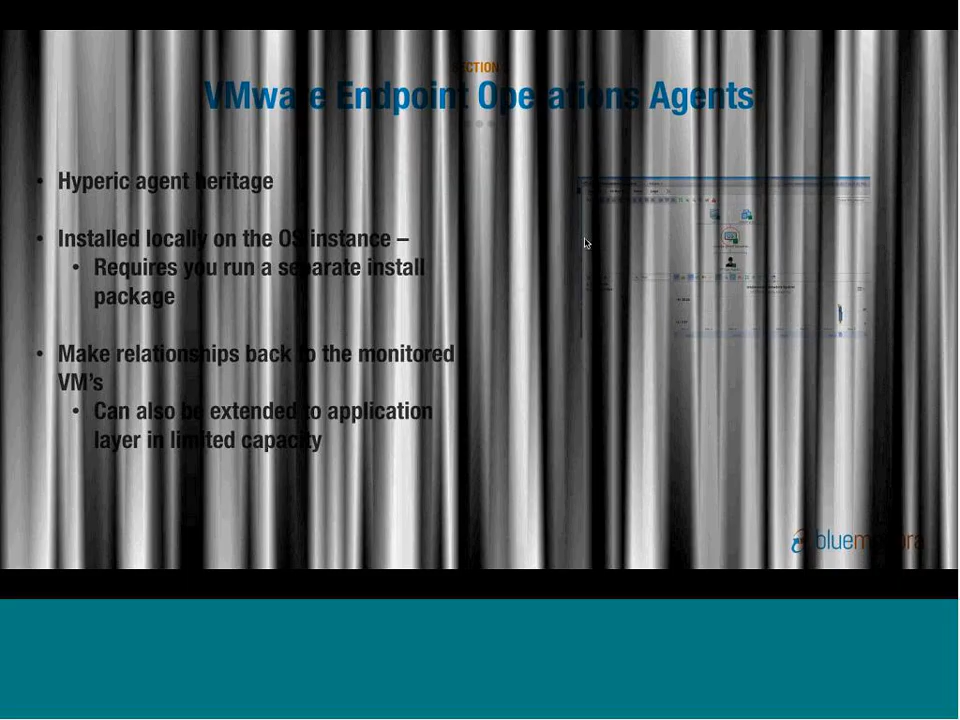 SECTION
VMware Endpoint Operations Agents
• Hyperic agent heritage
• Installed locally on the OS instance –
• Requires you run a separate install
package
• Make relationships back to the monitored
VM's
• Can also be extended to application
layer in limited capacity